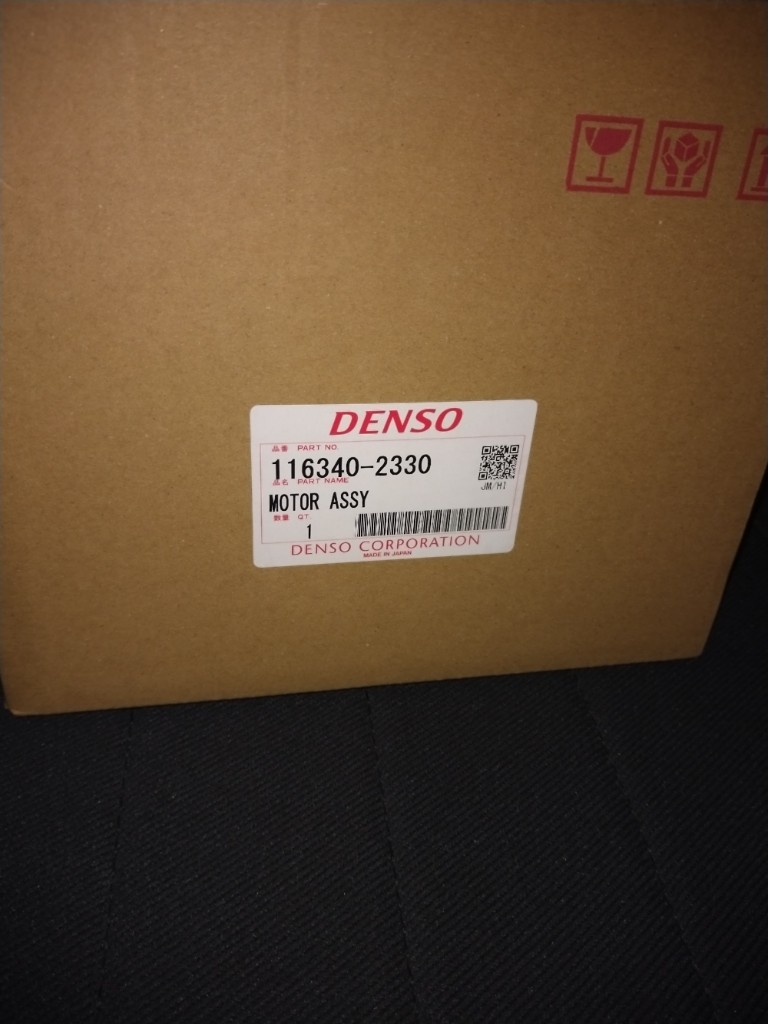 DENSO
品番 PART NO.
116340-2330
品名 PART NAME
MOTOR ASSY
JM/H1
数量 QT.
1
DENSO CORPORATION
MADE IN JAPAN